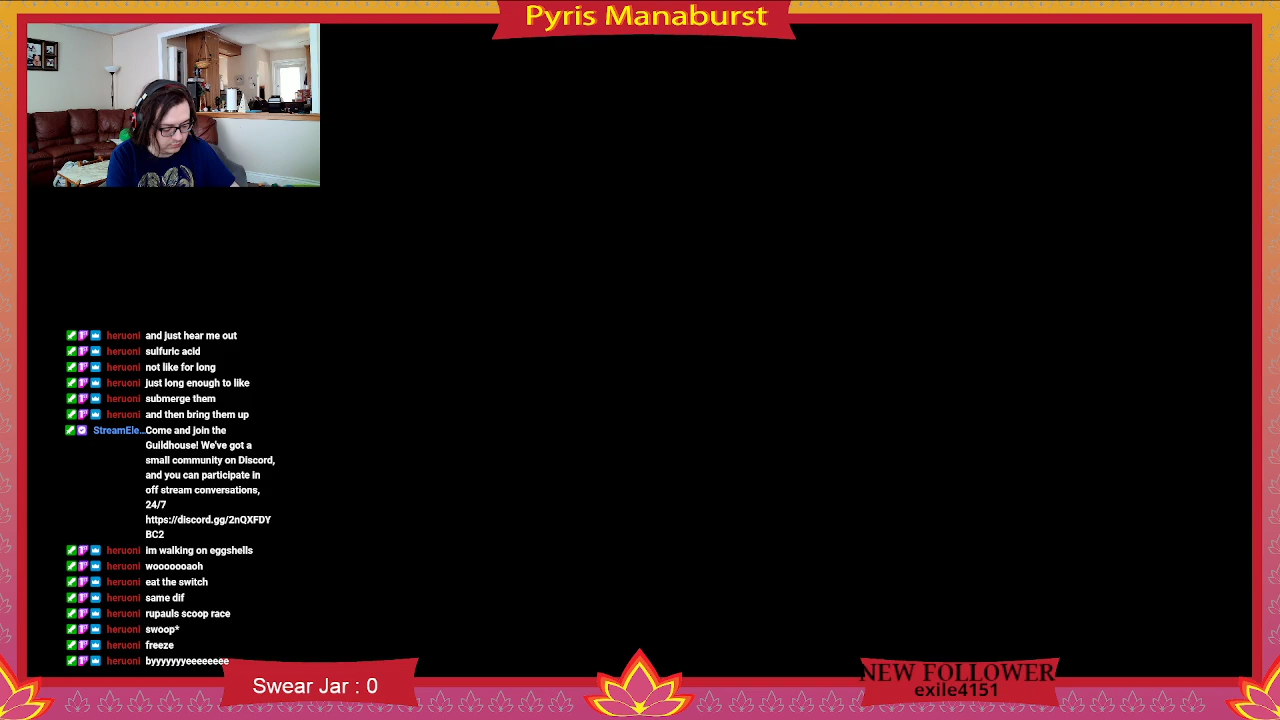 Pyris Manaburst
heruoni and just hear me out
heruoni sulfuric acid
heruoni not like for long
heruoni just long enough to like
heruoni submerge them
heruoni and then bring them up
StreamEle... Come and join the
Guildhouse! We've got a
small community on Discord,
and you can participate in
off stream conversations,
24/7
https://discord.gg/2nQXFDY
BC2
heruoni im walking on eggshells
heruoni wooooooaoh
heruoni eat the switch
heruoni same dif
heruoni rupauls scoop race
heruoni swoop*
heruoni freeze
heruoni byyyyyyyeeeeeeee
Swear Jar : 0
NEW FOLLOWER
exile4151